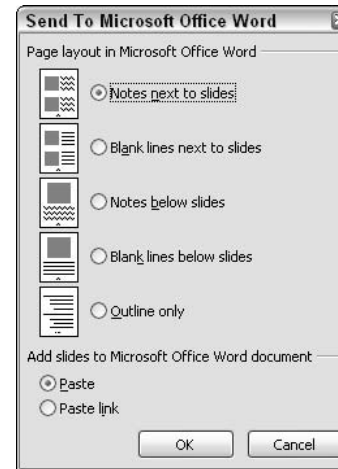 Send To Microsoft Office Word
Page layout in Microsoft Office Word
Notes next to slides
Blank lines next to slides
Notes below slides
Blank lines below slides
Outline only
Add slides to Microsoft Office Word document
Paste
Paste link
OK Cancel